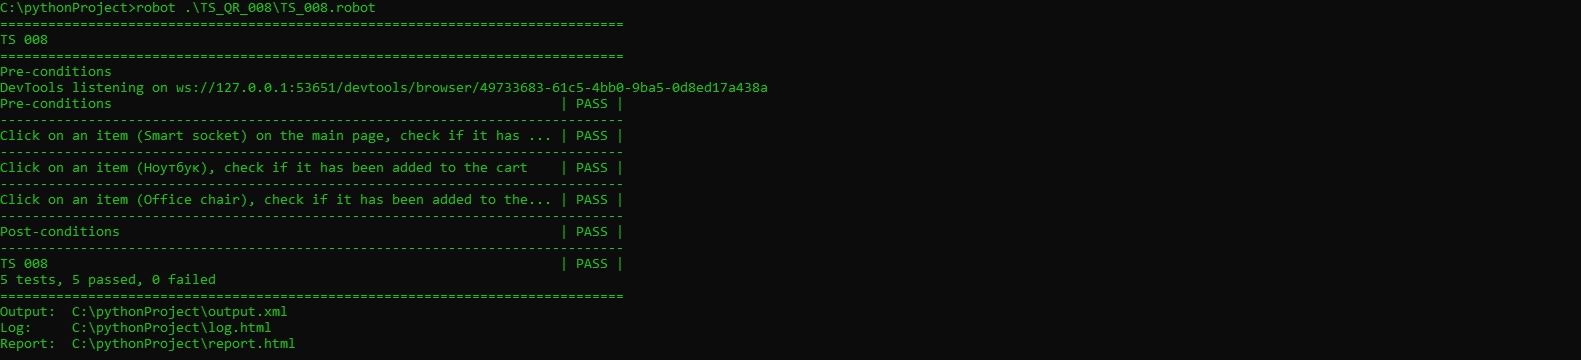 C:\pythonProject>robot .\TS_QR_008\TS_008.robot
==============================================================================
TS 008
==============================================================================
Pre-conditions
DevTools listening on ws://127.0.0.1:53651/devtools/browser/49733683-61c5-4bb0-9ba5-0d8ed17a438a
Pre-conditions                                                        | PASS |
------------------------------------------------------------------------------
Click on an item (Smart socket) on the main page, check if it has ... | PASS |
------------------------------------------------------------------------------
Click on an item (Ноутбук), check if it has been added to the cart    | PASS |
------------------------------------------------------------------------------
Click on an item (Office chair), check if it has been added to the... | PASS |
------------------------------------------------------------------------------
Post-conditions                                                       | PASS |
------------------------------------------------------------------------------
TS 008                                                                | PASS |
5 tests, 5 passed, 0 failed
==============================================================================
Output:  C:\pythonProject\output.xml
Log:     C:\pythonProject\log.html
Report:  C:\pythonProject\report.html